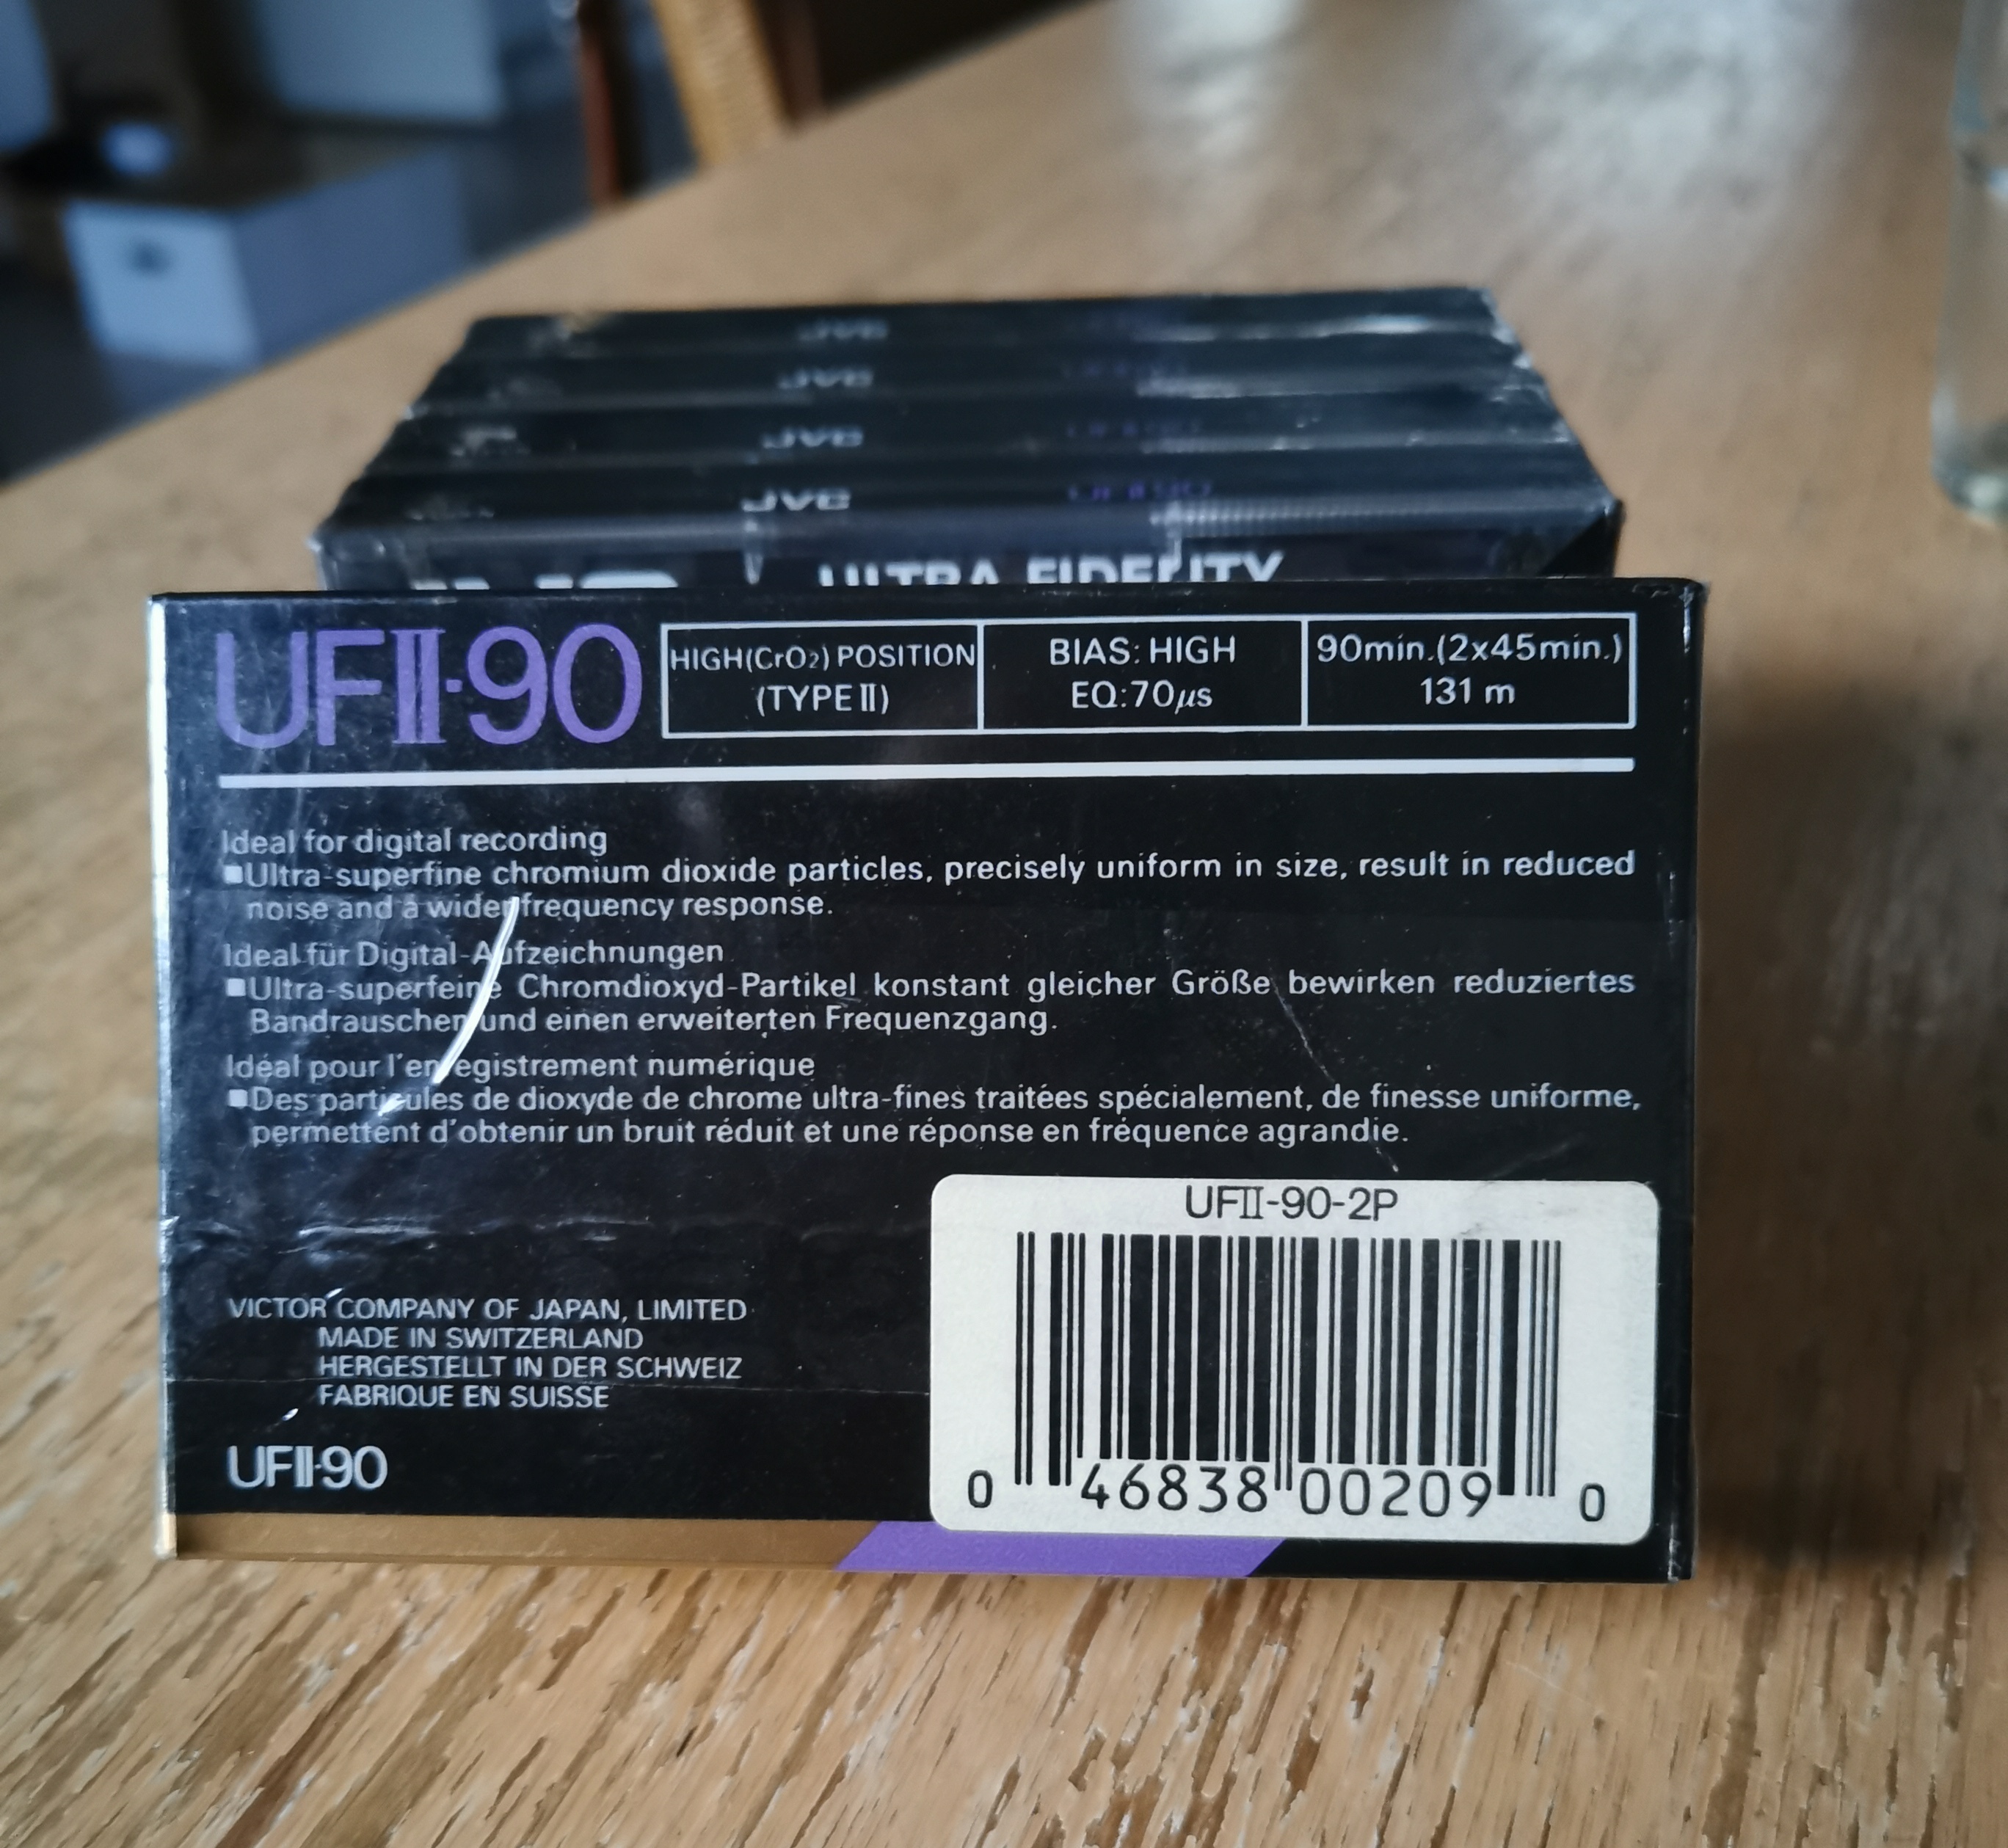 JVC
JVC
JVC
JVC UFII90
ULTRA FIDELITY
UFII·90
HIGH(CrO₂) POSITION
(TYPE II)
BIAS: HIGH
EQ:70μs
90min.(2x45min.)
131 m
Ideal for digital recording
■Ultra-superfine chromium dioxide particles, precisely uniform in size, result in reduced
noise and a wider frequency response.
Ideal für Digital-Aufzeichnungen
■Ultra-superfeine Chromdioxyd-Partikel konstant gleicher Größe bewirken reduziertes
Bandrauschen und einen erweiterten Frequenzgang.
Idéal pour l'enregistrement numérique
■Des particules de dioxyde de chrome ultra-fines traitées spécialement, de finesse uniforme,
permettent d'obtenir un bruit réduit et une réponse en fréquence agrandie.
UFII-90-2P
VICTOR COMPANY OF JAPAN, LIMITED
MADE IN SWITZERLAND
HERGESTELLT IN DER SCHWEIZ
FABRIQUE EN SUISSE
UFII·90
0 46838 00209 0